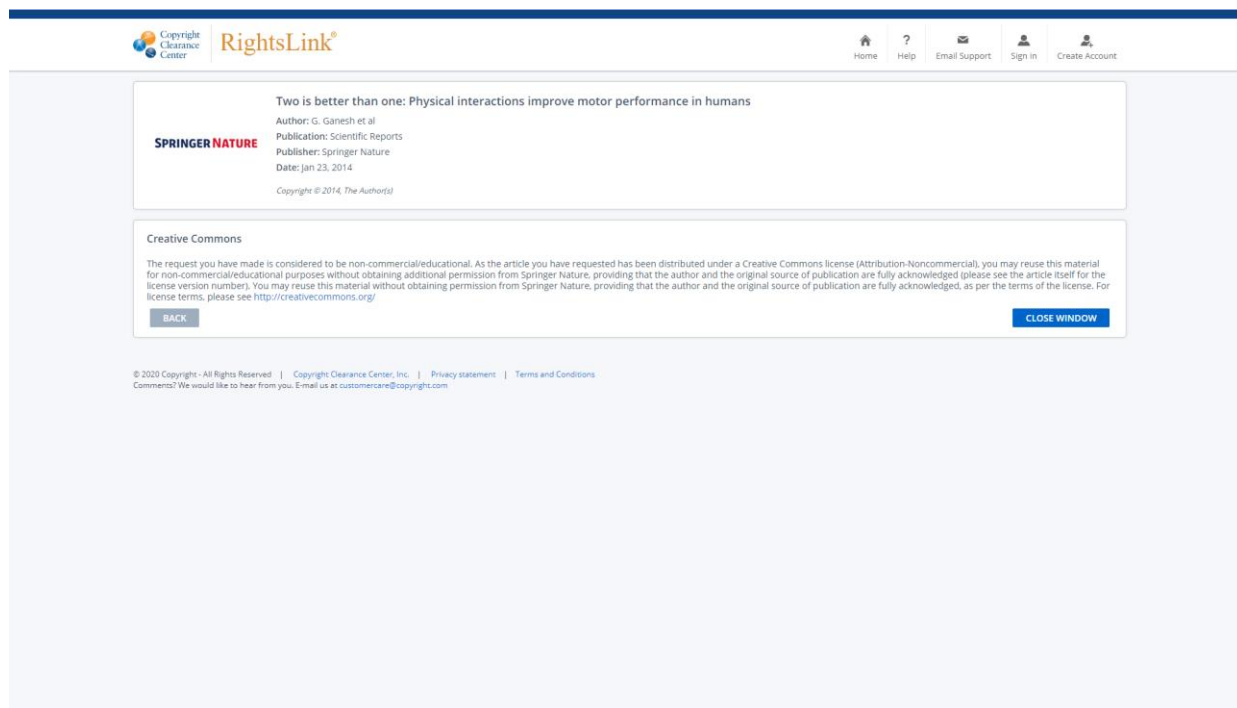 Copyright
Clearance
Center
RightsLink®
Home
Help
Email Support
Sign in
Create Account
SPRINGER NATURE
Two is better than one: Physical interactions improve motor performance in humans
Author: G. Ganesh et al
Publication: Scientific Reports
Publisher: Springer Nature
Date: Jan 23, 2014
Copyright © 2014, The Author(s)
Creative Commons
The request you have made is considered to be non-commercial/educational. As the article you have requested has been distributed under a Creative Commons license (Attribution-Noncommercial), you may reuse this material
for non-commercial/educational purposes without obtaining additional permission from Springer Nature, providing that the author and the original source of publication are fully acknowledged (please see the article itself for the
license version number). You may reuse this material without obtaining permission from Springer Nature, providing that the author and the original source of publication are fully acknowledged, as per the terms of the license. For
license terms, please see http://creativecommons.org/
BACK
CLOSE WINDOW
© 2020 Copyright - All Rights Reserved | Copyright Clearance Center, Inc. | Privacy statement | Terms and Conditions
Comments? We would like to hear from you. E-mail us at customercare@copyright.com